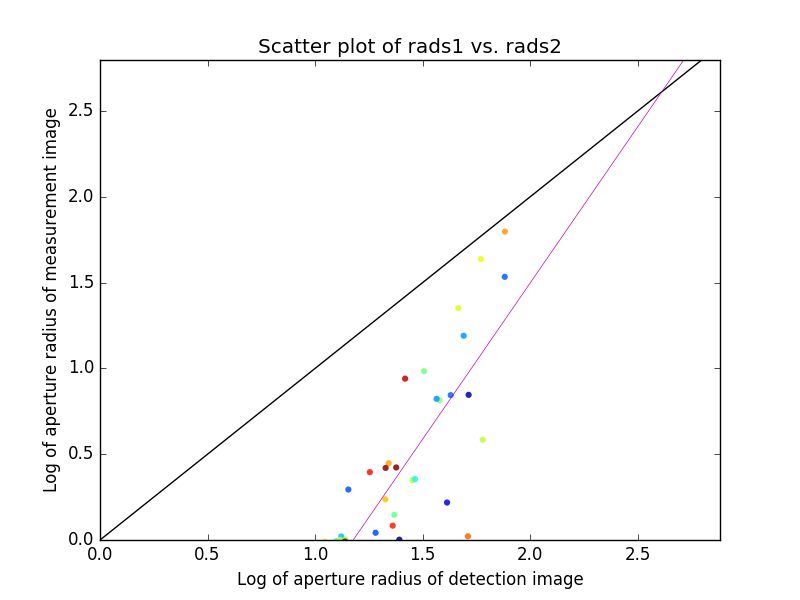 Scatter plot of rads1 vs. rads2
Log of aperture radius of measurement image
2.5
2.0
1.5
1.0
0.5
0.0
0.0 0.5 1.0 1.5 2.0 2.5
Log of aperture radius of detection image